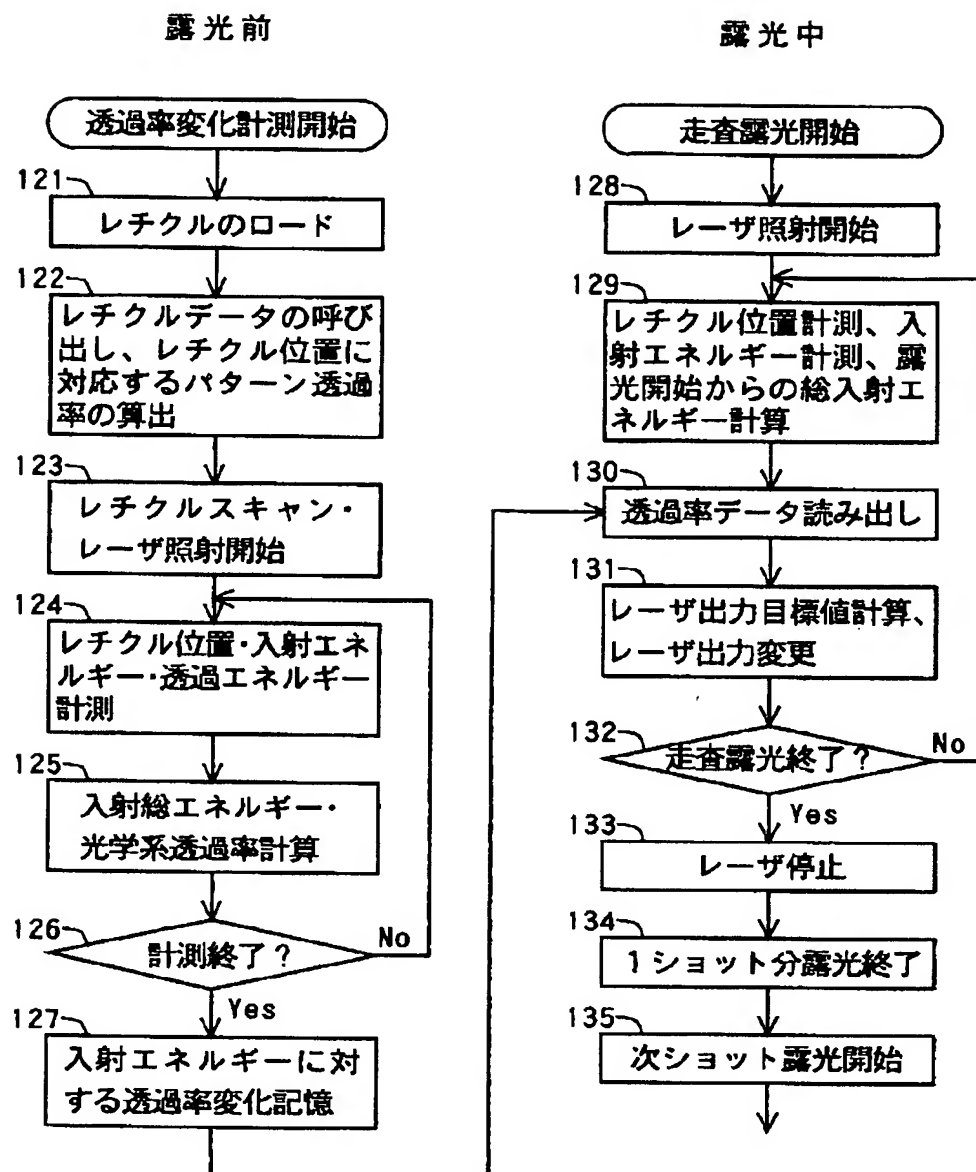 露光前
透過率変化計測開始
121
レチクルのロード
122
レチクルデータの呼び
出し、レチクル位置に
対応するパターン透過
率の算出
123
レチクルスキャン・
レーザ照射開始
124
レチクル位置・入射エネ
ルギー・透過エネルギー
計測
125
入射総エネルギー・
光学系透過率計算
126
計測終了?
No
Yes
127
入射エネルギーに対
する透過率変化記憶
露光中
走査露光開始
128
レーザ照射開始
129
レチクル位置計測、入
射エネルギー計測、露
光開始からの総入射エ
ネルギー計算
130
透過率データ読み出し
131
レーザ出力目標値計算、
レーザ出力変更
132
走査露光終了?
No
Yes
133
レーザ停止
134
1ショット分露光終了
135
次ショット露光開始